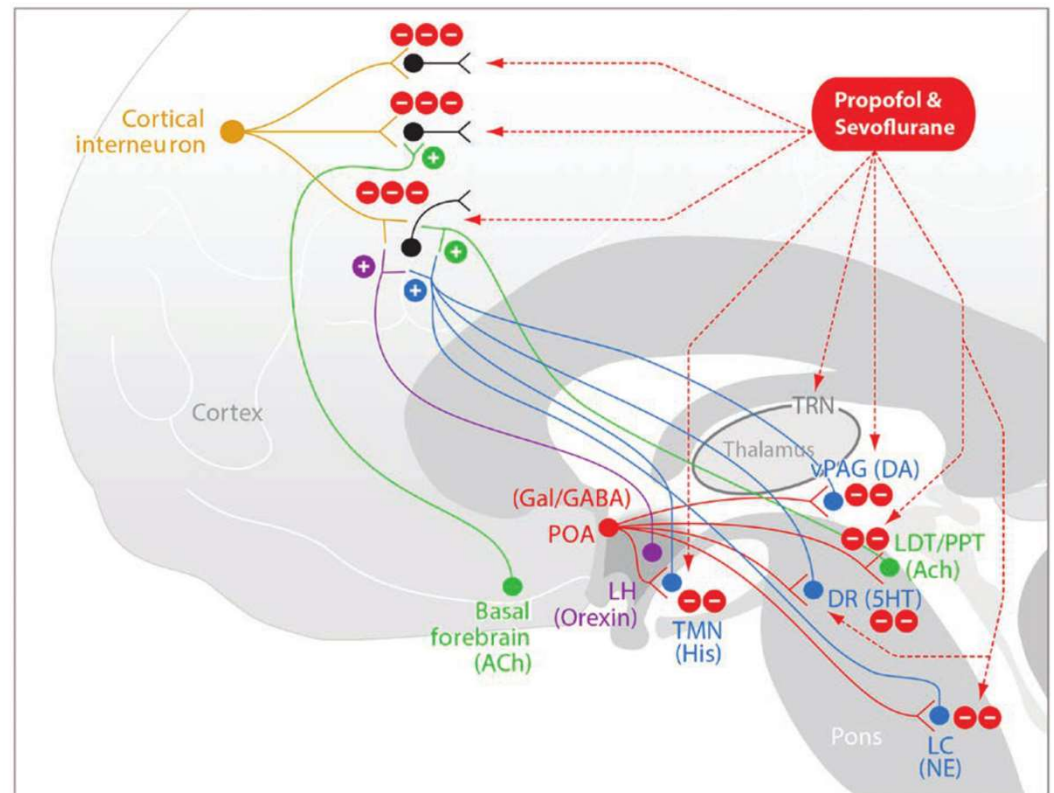 Propofol &
Sevoflurane
Cortical
interneuron
Cortex
TRN
Thalamus
vPAG (DA)
(Gal/GABA)
POA
LDT/PPT
(Ach)
LH
(Orexin)
DR (5HT)
TMN
(His)
Basal
forebrain
(ACh)
Pons
LC
(NE)